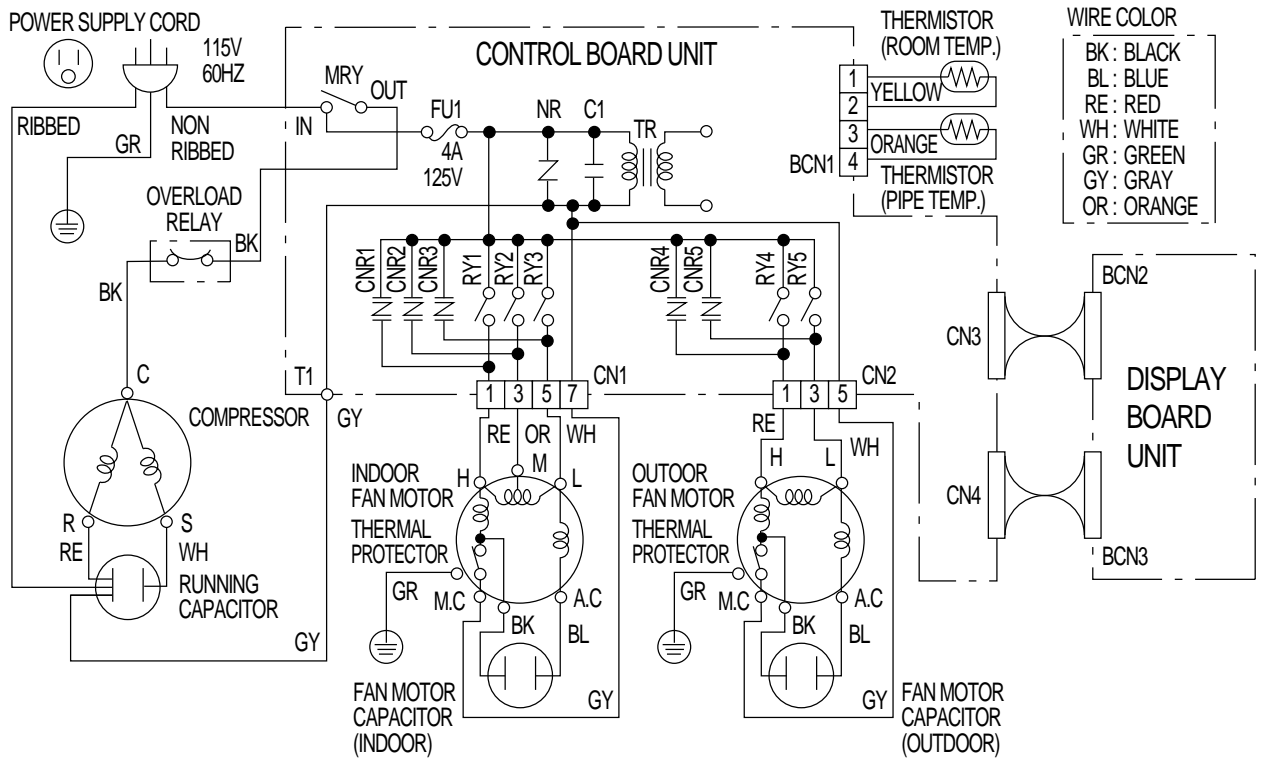 POWER SUPPLY CORD
115V
60HZ
RIBBED
GR
NON
RIBBED
CONTROL BOARD UNIT
MRY
OUT
IN
FU1
4A
125V
NR
C1
TR
1
2
3
4
BCN1
YELLOW
ORANGE
THERMISTOR
(ROOM TEMP.)
THERMISTOR
(PIPE TEMP.)
WIRE COLOR
BK : BLACK
BL : BLUE
RE : RED
WH : WHITE
GR : GREEN
GY : GRAY
OR : ORANGE
OVERLOAD
RELAY
BK
BK
CNR1
CNR2
CNR3
RY1
RY2
RY3
CNR4
CNR5
RY4
RY5
CN3
BCN2
CN4
BCN3
DISPLAY
BOARD
UNIT
T1
GY
1 3 5 7
CN1
1 3 5
CN2
C
COMPRESSOR
R
S
RE
WH
RUNNING
CAPACITOR
GY
RE
OR
WH
H
M
L
INDOOR
FAN MOTOR
THERMAL
PROTECTOR
GR
M.C
A.C
BK
BL
GY
FAN MOTOR
CAPACITOR
(INDOOR)
RE
WH
H
L
OUTOOR
FAN MOTOR
THERMAL
PROTECTOR
GR
M.C
A.C
BK
BL
GY
FAN MOTOR
CAPACITOR
(OUTDOOR)